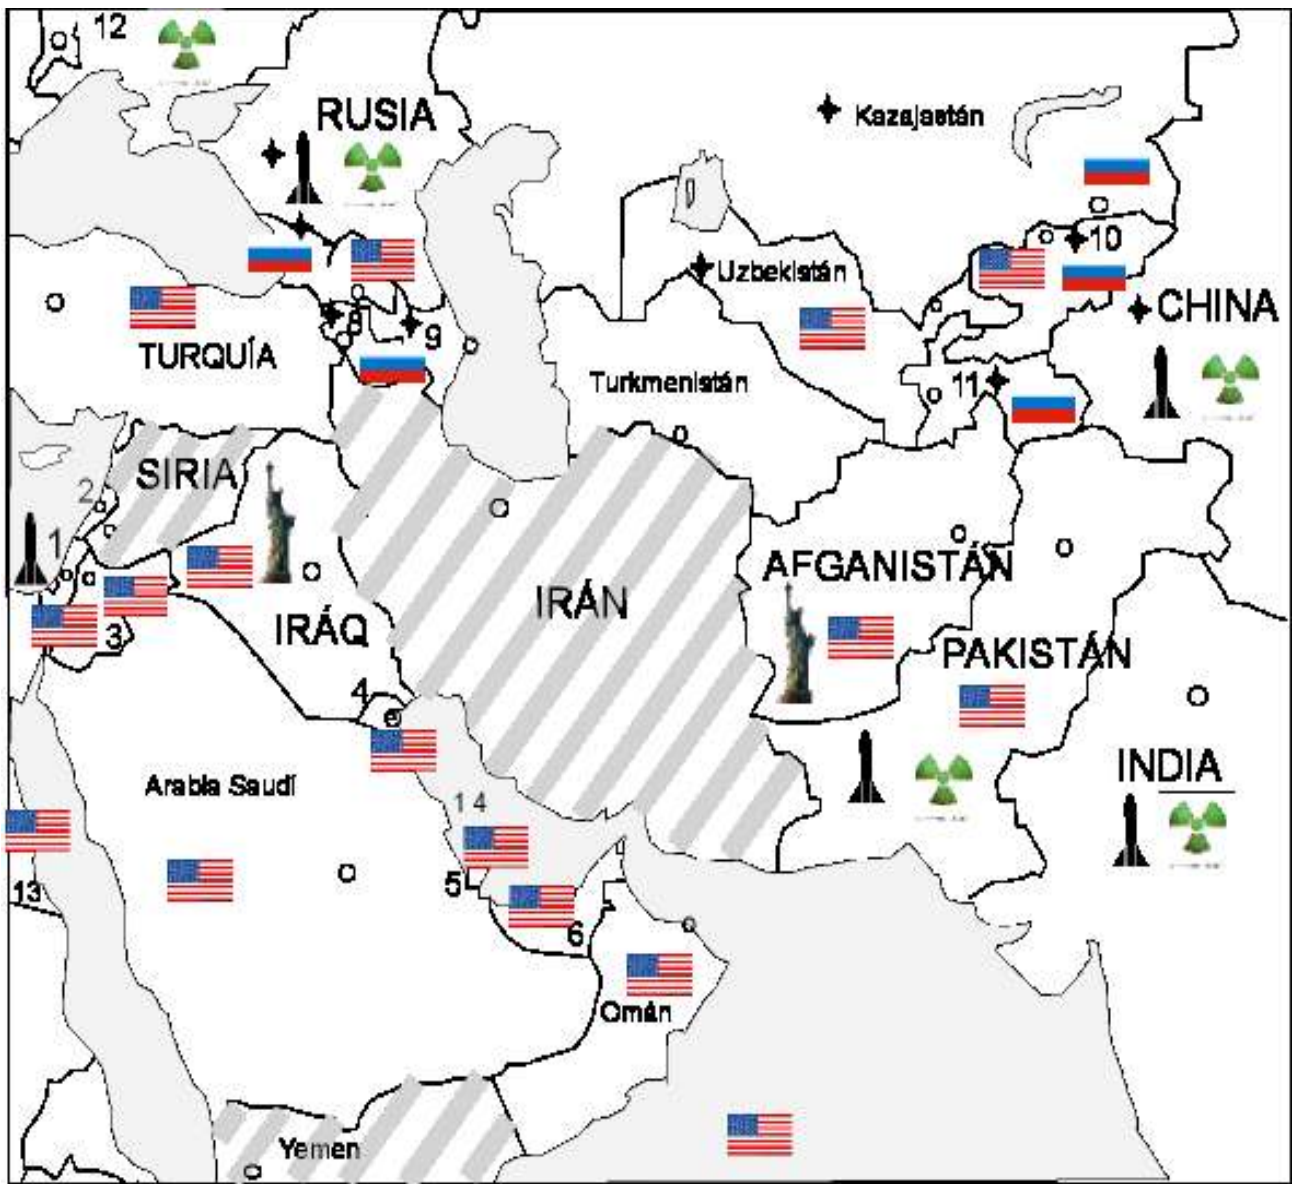 12
RUSIA
Kazajastán
10
Uzbekistán
CHINA
8
9
TURQUÍA
Turkmenistán
11
SIRIA
2
1
AFGANISTÁN
IRÁN
3
IRÁQ
PAKISTÁN
4
INDIA
Arabia Saudí
14
5
13
6
Omán
Yemen